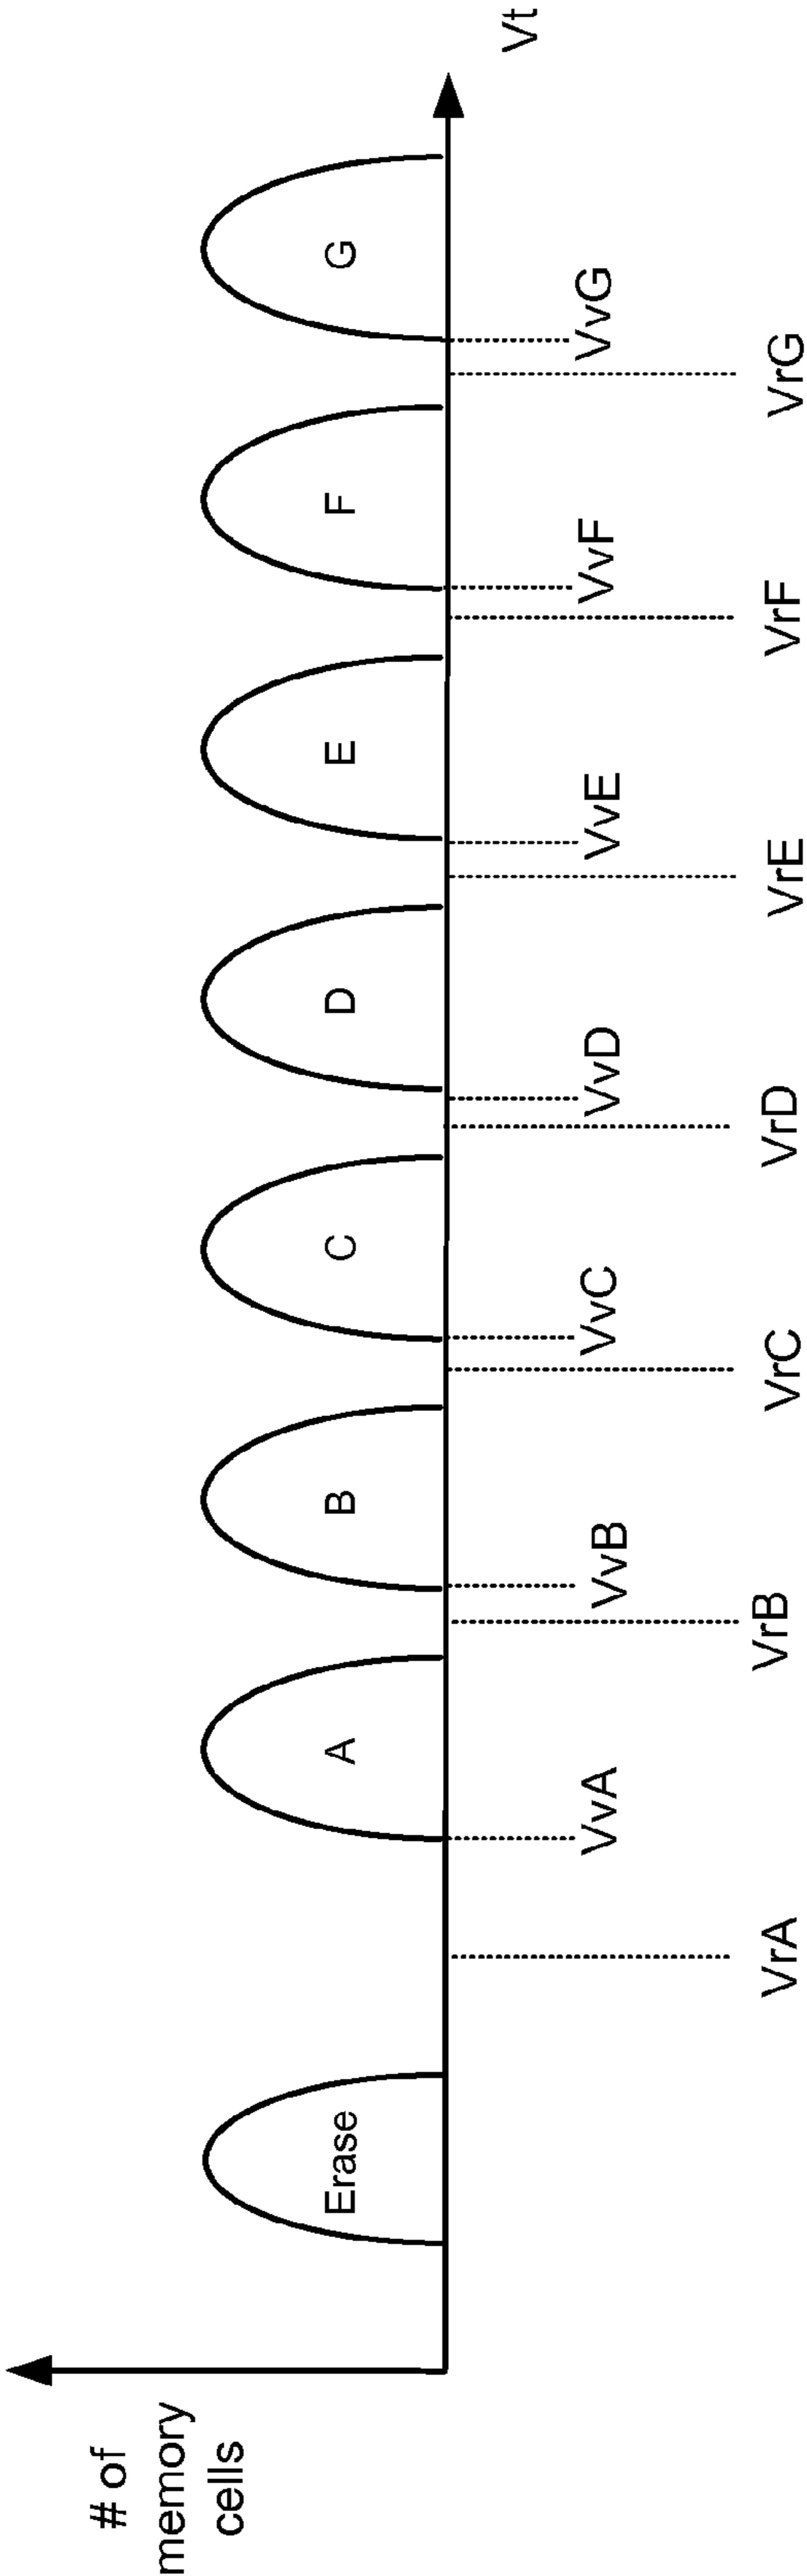 # of
memory
cells
Erase
A
B
C
D
E
F
G
Vt
VvA
VvB
VvC
VvD
VvE
VvF
VvG
VrA
VrB
VrC
VrD
VrE
VrF
VrG